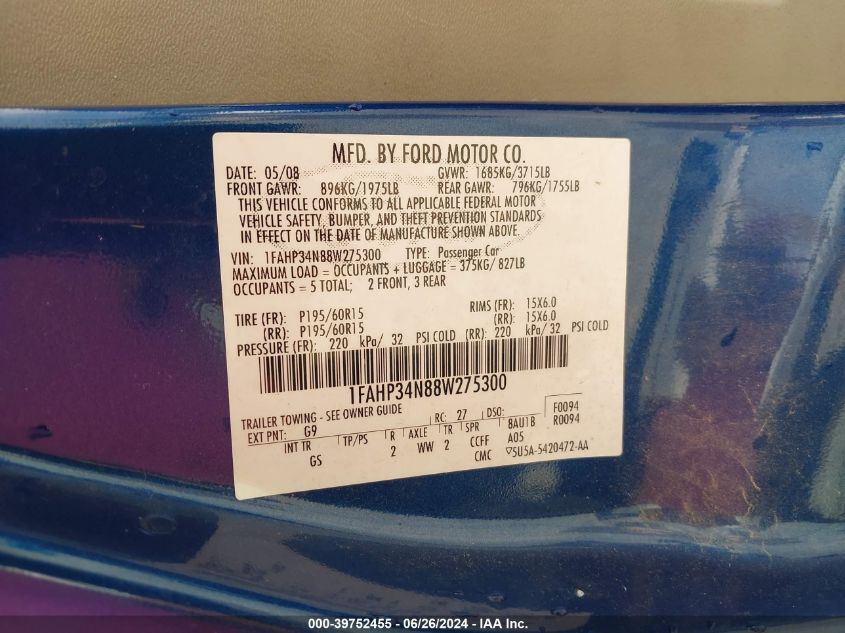 MFD. BY FORD MOTOR CO.
DATE: 05/08 GVWR: 1685KG/3715LB
FRONT GAWR: 896KG/1975LB REAR GAWR: 796KG/1755LB
THIS VEHICLE CONFORMS TO ALL APPLICABLE FEDERAL MOTOR
VEHICLE SAFETY, BUMPER, AND THEFT PREVENTION STANDARDS
IN EFFECT ON THE DATE OF MANUFACTURE SHOWN ABOVE.
VIN: 1FAHP34N88W275300 TYPE: Passenger Car
MAXIMUM LOAD = OCCUPANTS + LUGGAGE = 375KG/ 827LB
OCCUPANTS = 5 TOTAL; 2 FRONT, 3 REAR
TIRE (FR): P195/60R15 RIMS (FR): 15X6.0
(RR): P195/60R15 (RR): 15X6.0
PRESSURE (FR): 220 kPa/ 32 PSI COLD (RR): 220 kPa/ 32 PSI COLD
1FAHP34N88W275300
TRAILER TOWING - SEE OWNER GUIDE
EXT PNT: G9 RC: 27 DSO: F0094
INT TR TP/PS R AXLE TR SPR 8AU1B R0094
GS 2 WW 2 CCFF A05
CMC ▽5U5A-5420472-AA
000-39752455 - 06/26/2024 - IAAI.com